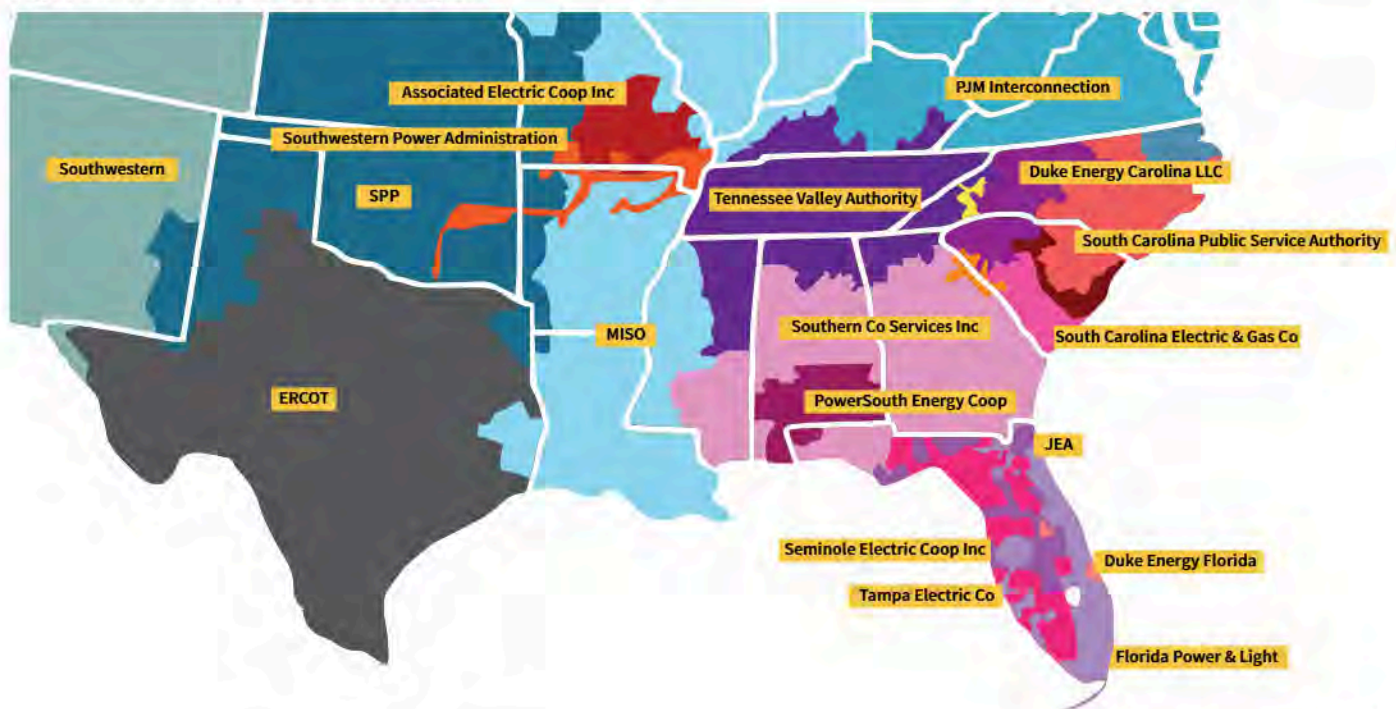 Associated Electric Coop Inc
PJM Interconnection
Southwestern Power Administration
Southwestern
Duke Energy Carolina LLC
SPP
Tennessee Valley Authority
South Carolina Public Service Authority
Southern Co Services Inc
MISO
South Carolina Electric & Gas Co
ERCOT
PowerSouth Energy Coop
JEA
Seminole Electric Coop Inc
Duke Energy Florida
Tampa Electric Co
Florida Power & Light